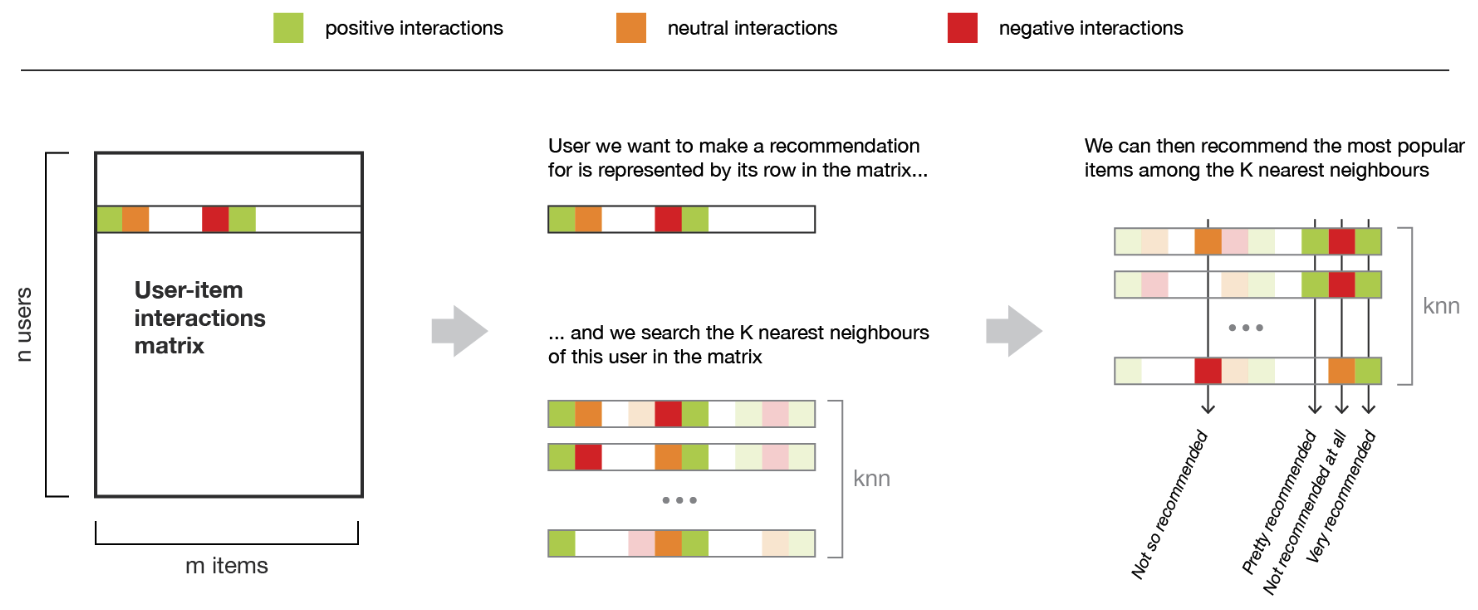 positive interactions
neutral interactions
negative interactions
n users
User-item
interactions
matrix
m items
User we want to make a recommendation
for is represented by its row in the matrix...
... and we search the K nearest neighbours
of this user in the matrix
knn
We can then recommend the most popular
items among the K nearest neighbours
knn
Not so recommended
Pretty recommended
Not recommended at all
Very recommended